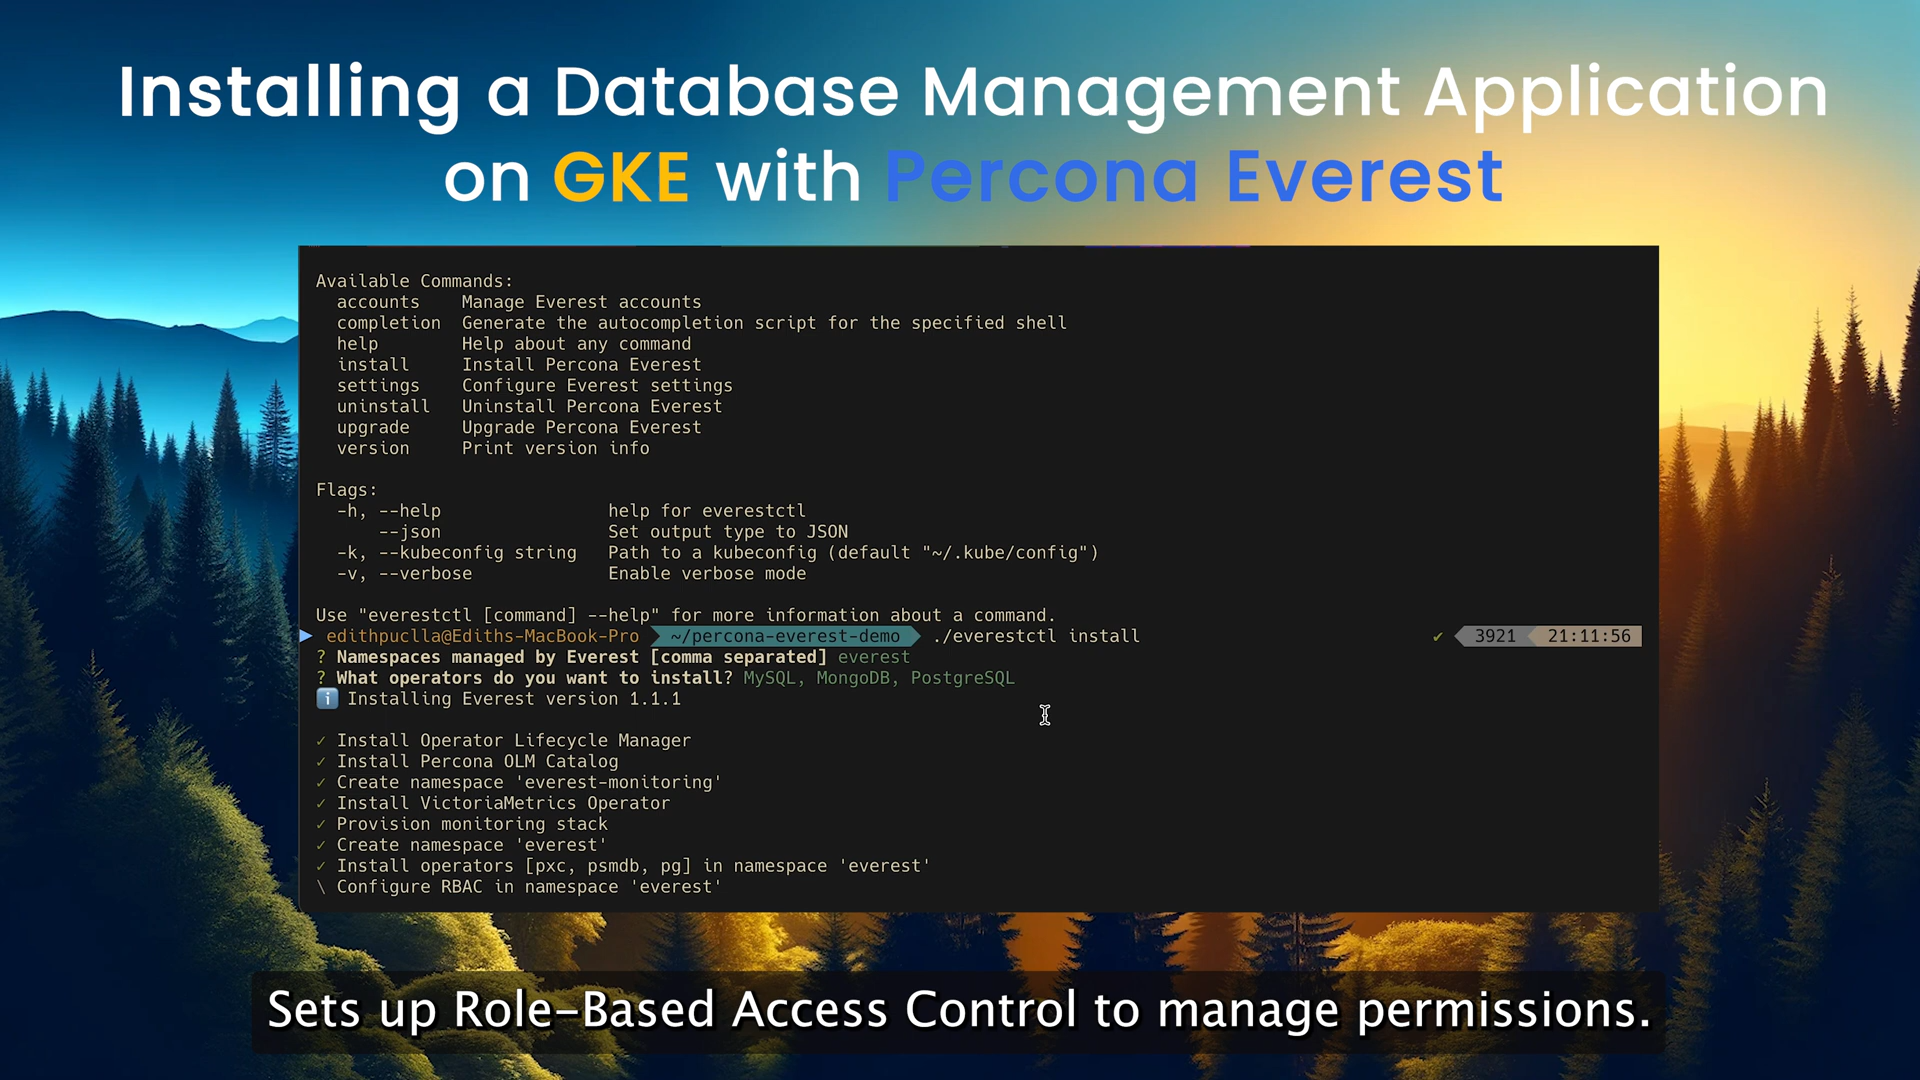 Installing a Database Management Application
on GKE with Percona Everest
Available Commands:
accounts    Manage Everest accounts
completion  Generate the autocompletion script for the specified shell
help        Help about any command
install     Install Percona Everest
settings    Configure Everest settings
uninstall   Uninstall Percona Everest
upgrade     Upgrade Percona Everest
version     Print version info
Flags:
-h, --help                help for everestctl
--json                Set output type to JSON
-k, --kubeconfig string   Path to a kubeconfig (default "~/.kube/config")
-v, --verbose             Enable verbose mode
Use "everestctl [command] --help" for more information about a command.
edithpuclla@Ediths-MacBook-Pro ~/percona-everest-demo ./everestctl install ✔ 3921 21:11:56
? Namespaces managed by Everest [comma separated] everest
? What operators do you want to install? MySQL, MongoDB, PostgreSQL
i Installing Everest version 1.1.1
✓ Install Operator Lifecycle Manager
✓ Install Percona OLM Catalog
✓ Create namespace 'everest-monitoring'
✓ Install VictoriaMetrics Operator
✓ Provision monitoring stack
✓ Create namespace 'everest'
✓ Install operators [pxc, psmdb, pg] in namespace 'everest'
\ Configure RBAC in namespace 'everest'
Sets up Role-Based Access Control to manage permissions.